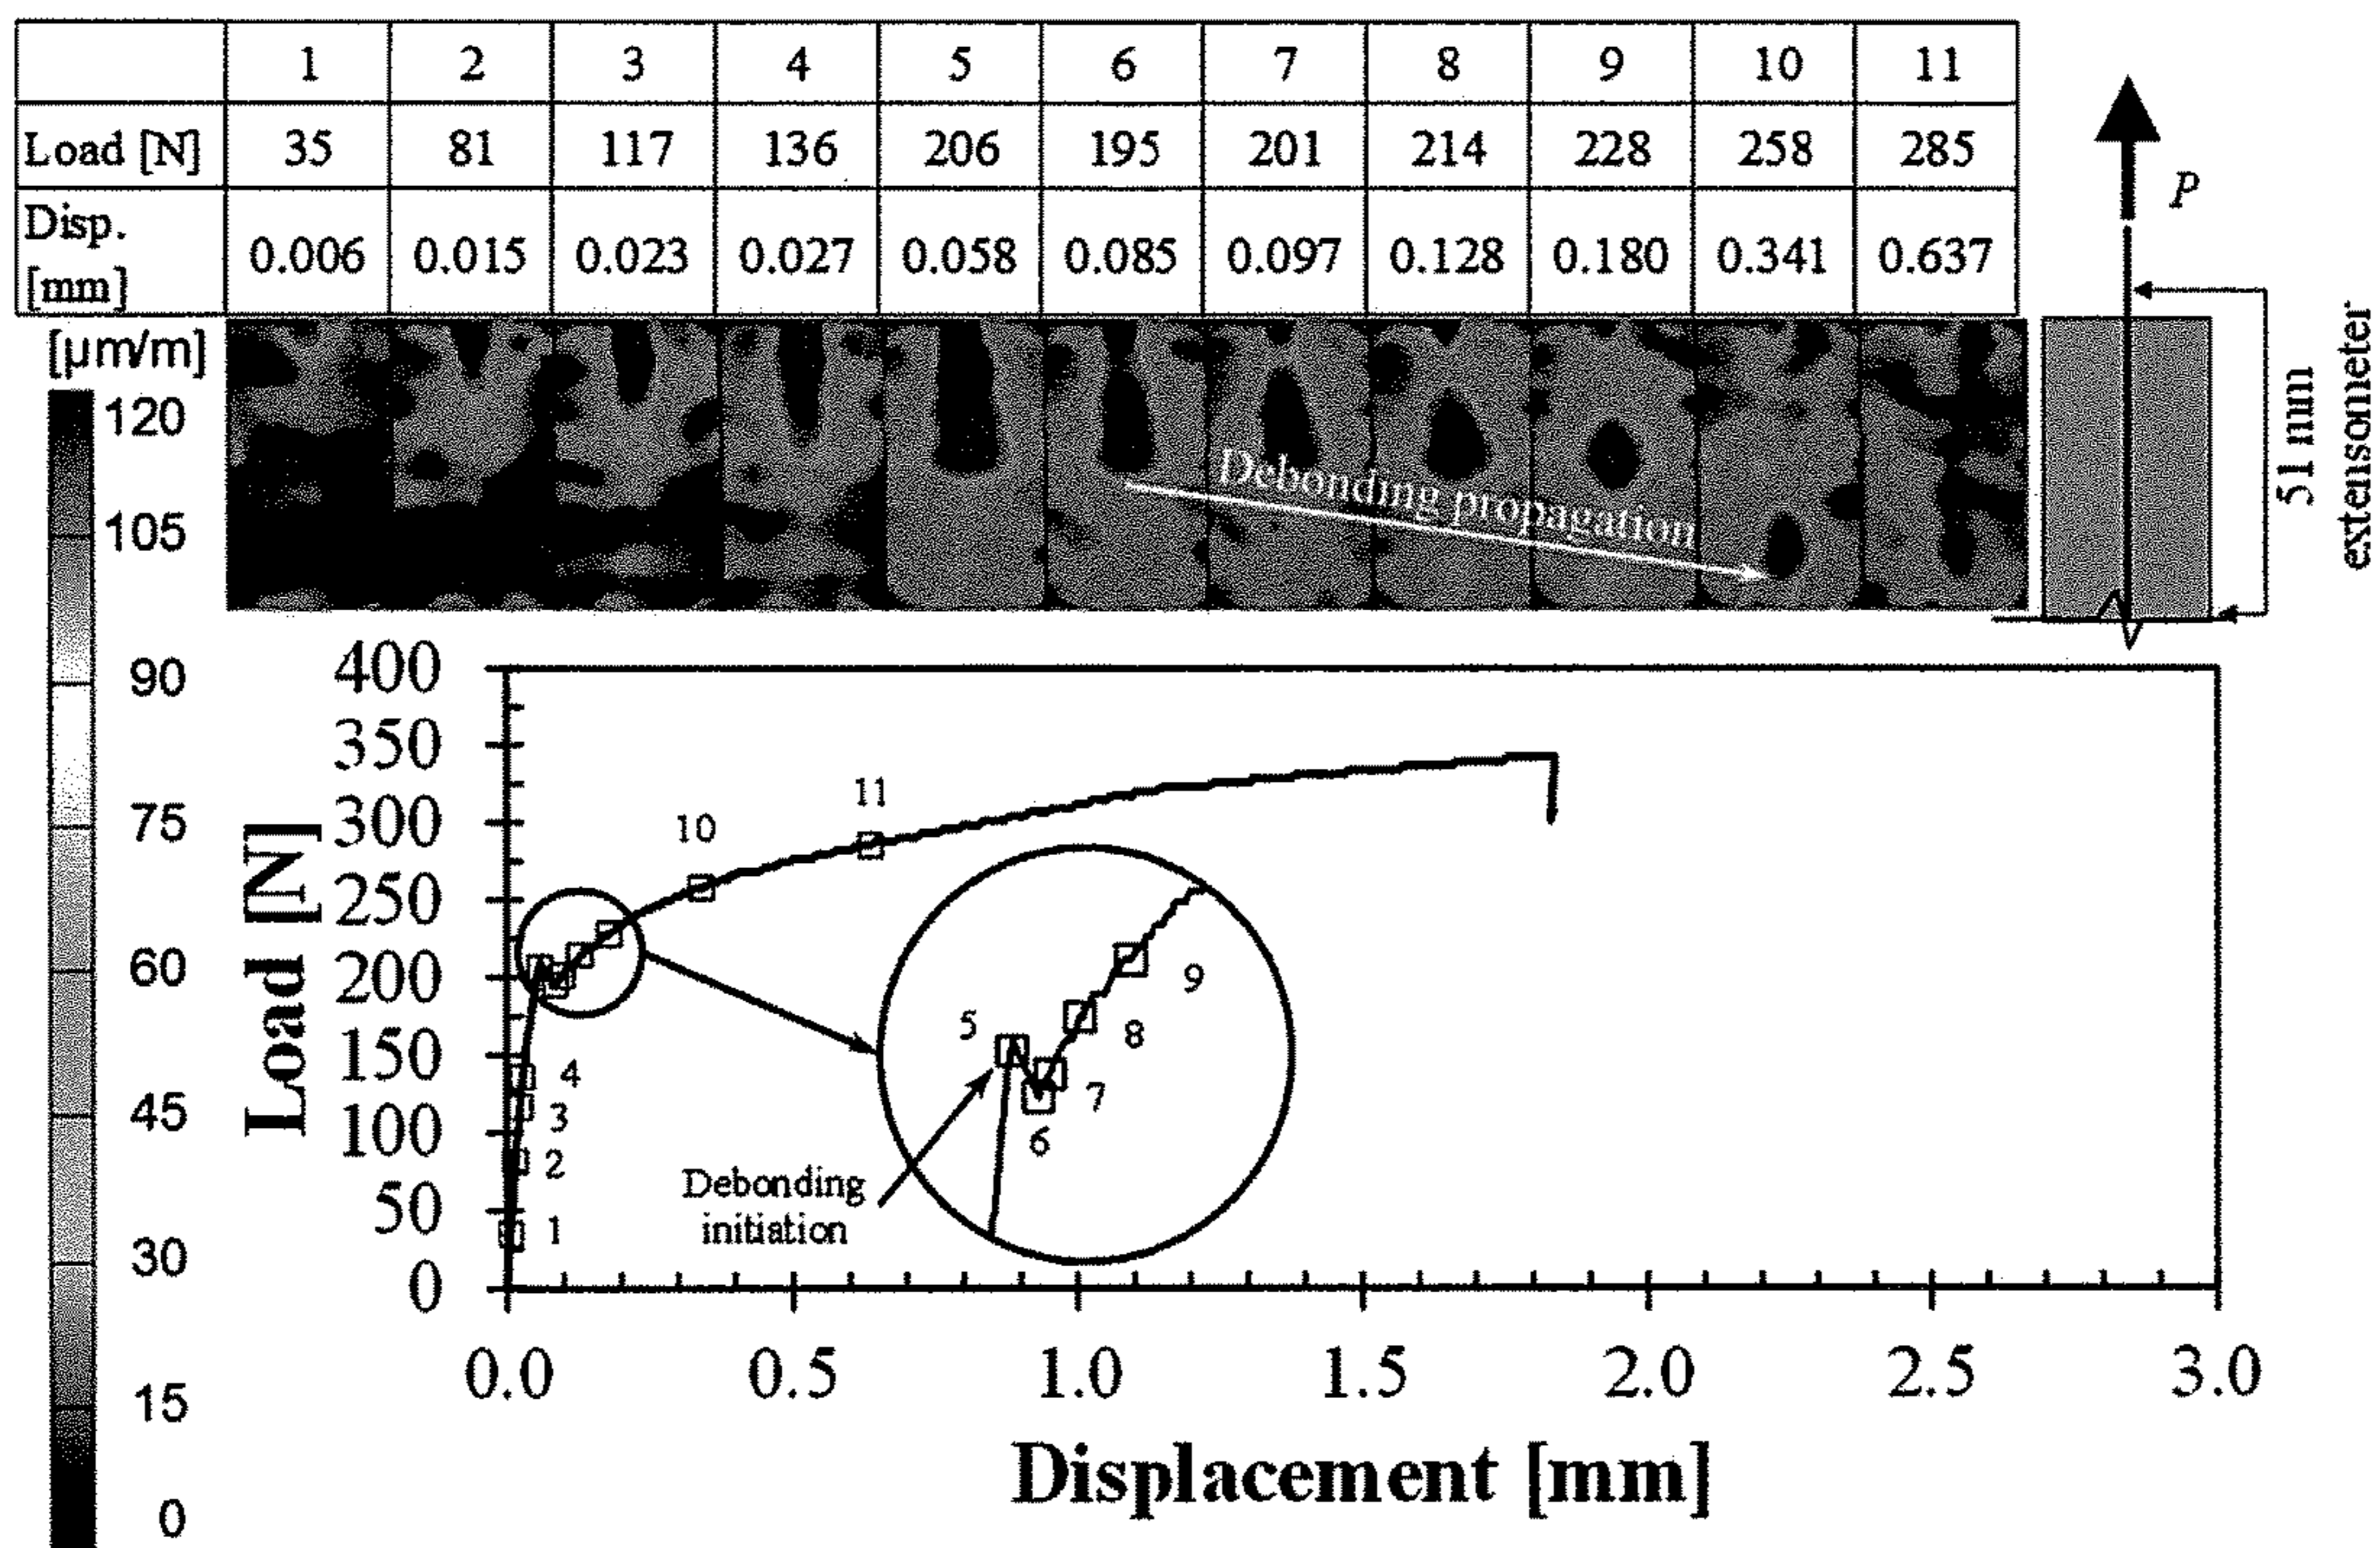 1 2 3 4 5 6 7 8 9 10 11
Load [N] 35 81 117 136 206 195 201 214 228 258 285
Disp.
[mm] 0.006 0.015 0.023 0.027 0.058 0.085 0.097 0.128 0.180 0.341 0.637
P
[μm/m]
120
105
90
75
60
45
30
15
0
Debonding propagation
51 mm
extensometer
400
350
300
250
200
150
100
50
0
Load [N]
11
10
4
3
2
1
5
9
8
7
6
Debonding
initiation
0.0 0.5 1.0 1.5 2.0 2.5 3.0
Displacement [mm]